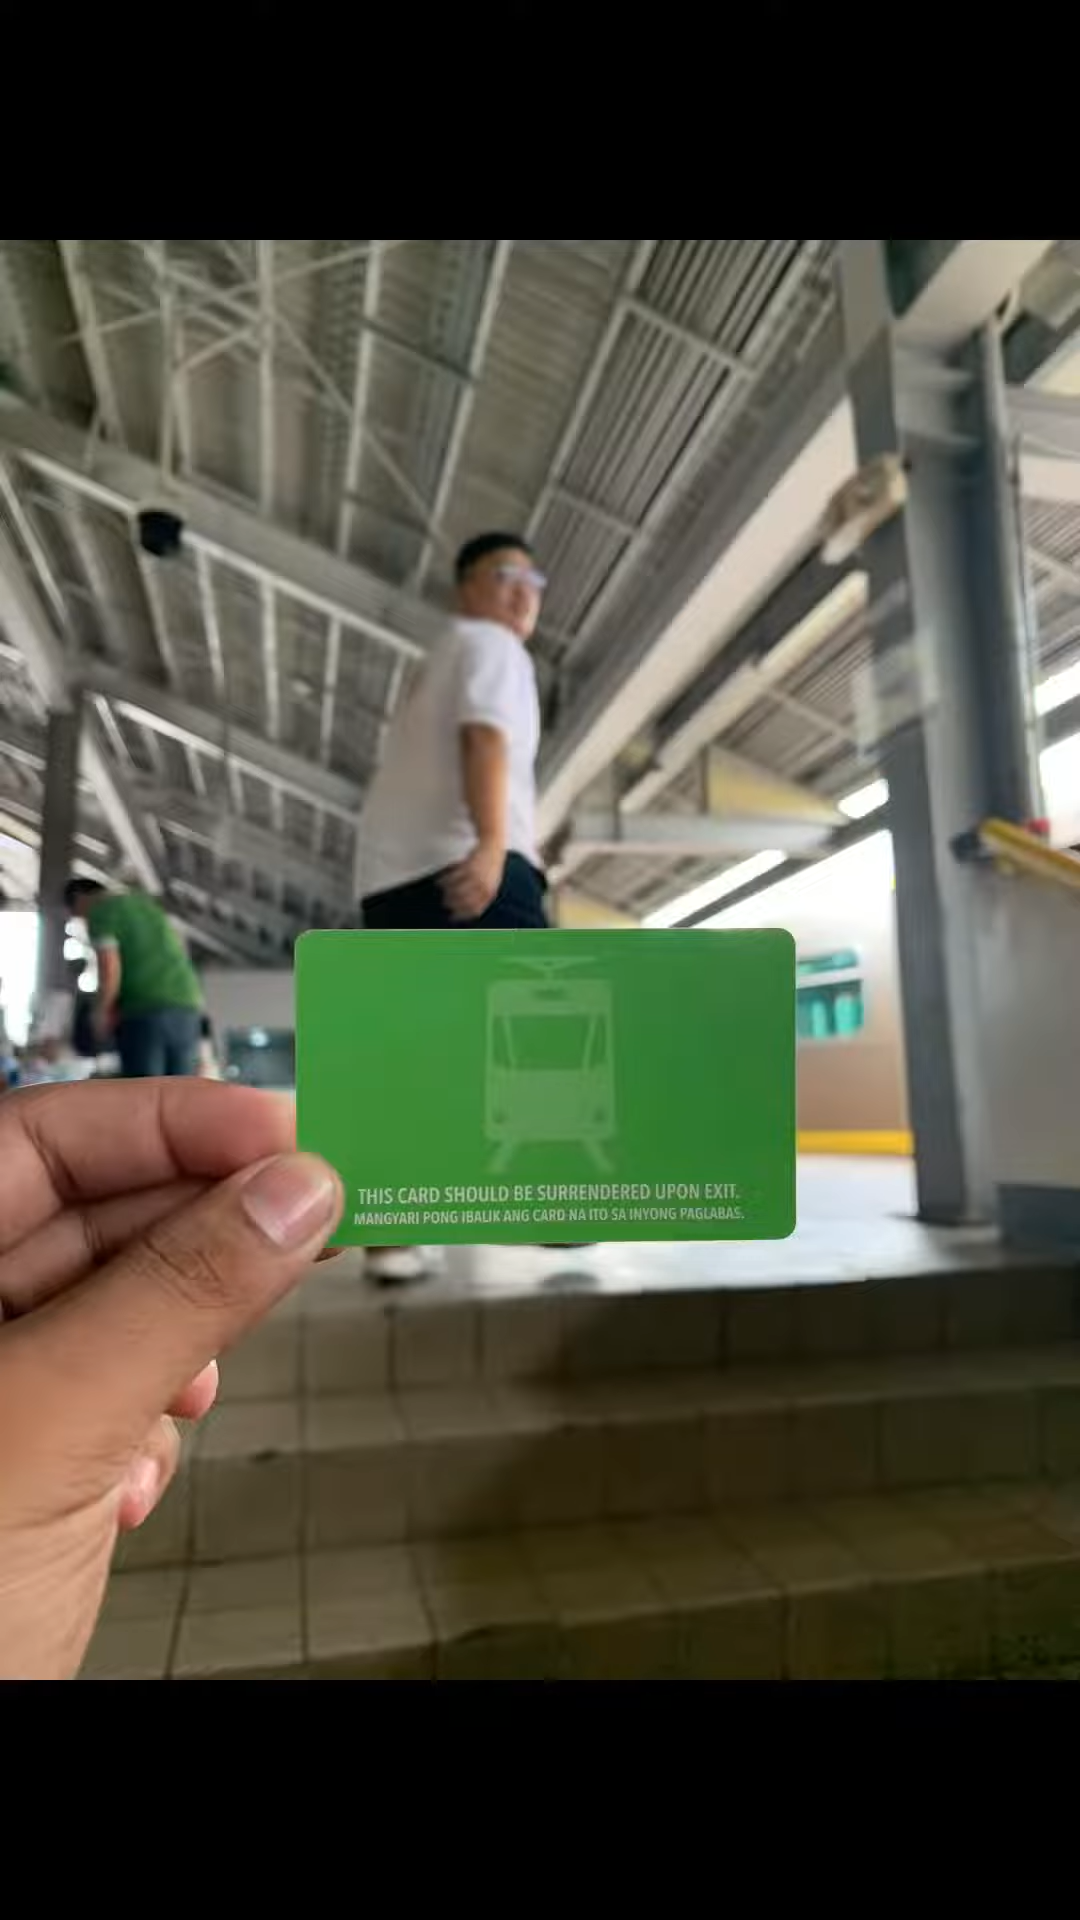 THIS CARD SHOULD BE SURRENDERED UPON EXIT.
MANGYARI PONG IBALIK ANG CARD NA ITO SA INYONG PAGLABAS.